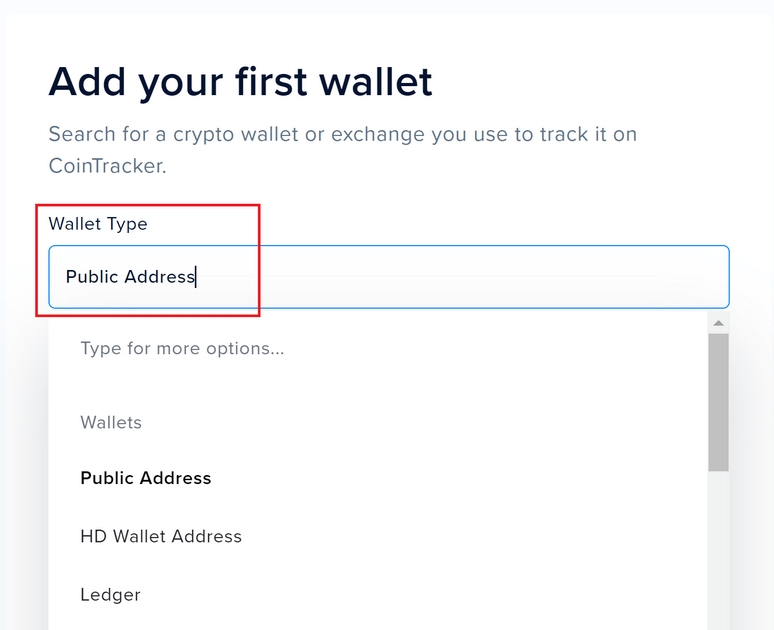 Add your first wallet
Search for a crypto wallet or exchange you use to track it on
CoinTracker.
Wallet Type
Public Address
Type for more options...
Wallets
Public Address
HD Wallet Address
Ledger